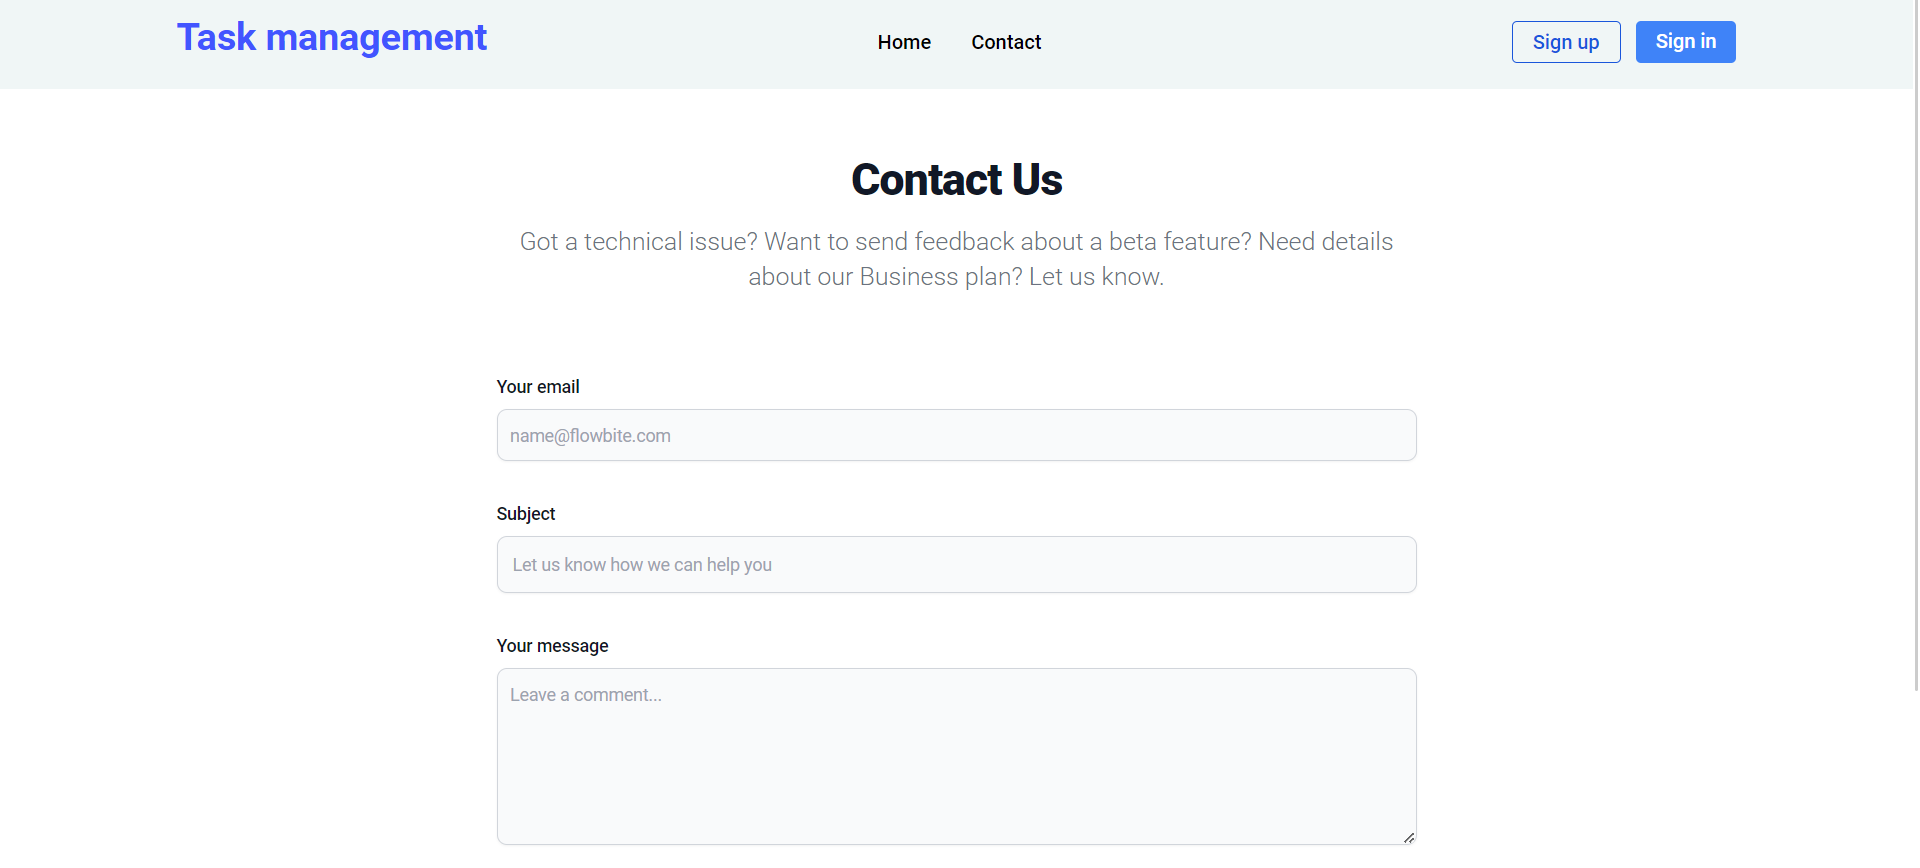 Task management
Home
Contact
Sign up
Sign in
Contact Us
Got a technical issue? Want to send feedback about a beta feature? Need details
about our Business plan? Let us know.
Your email
name@flowbite.com
Subject
Let us know how we can help you
Your message
Leave a comment...